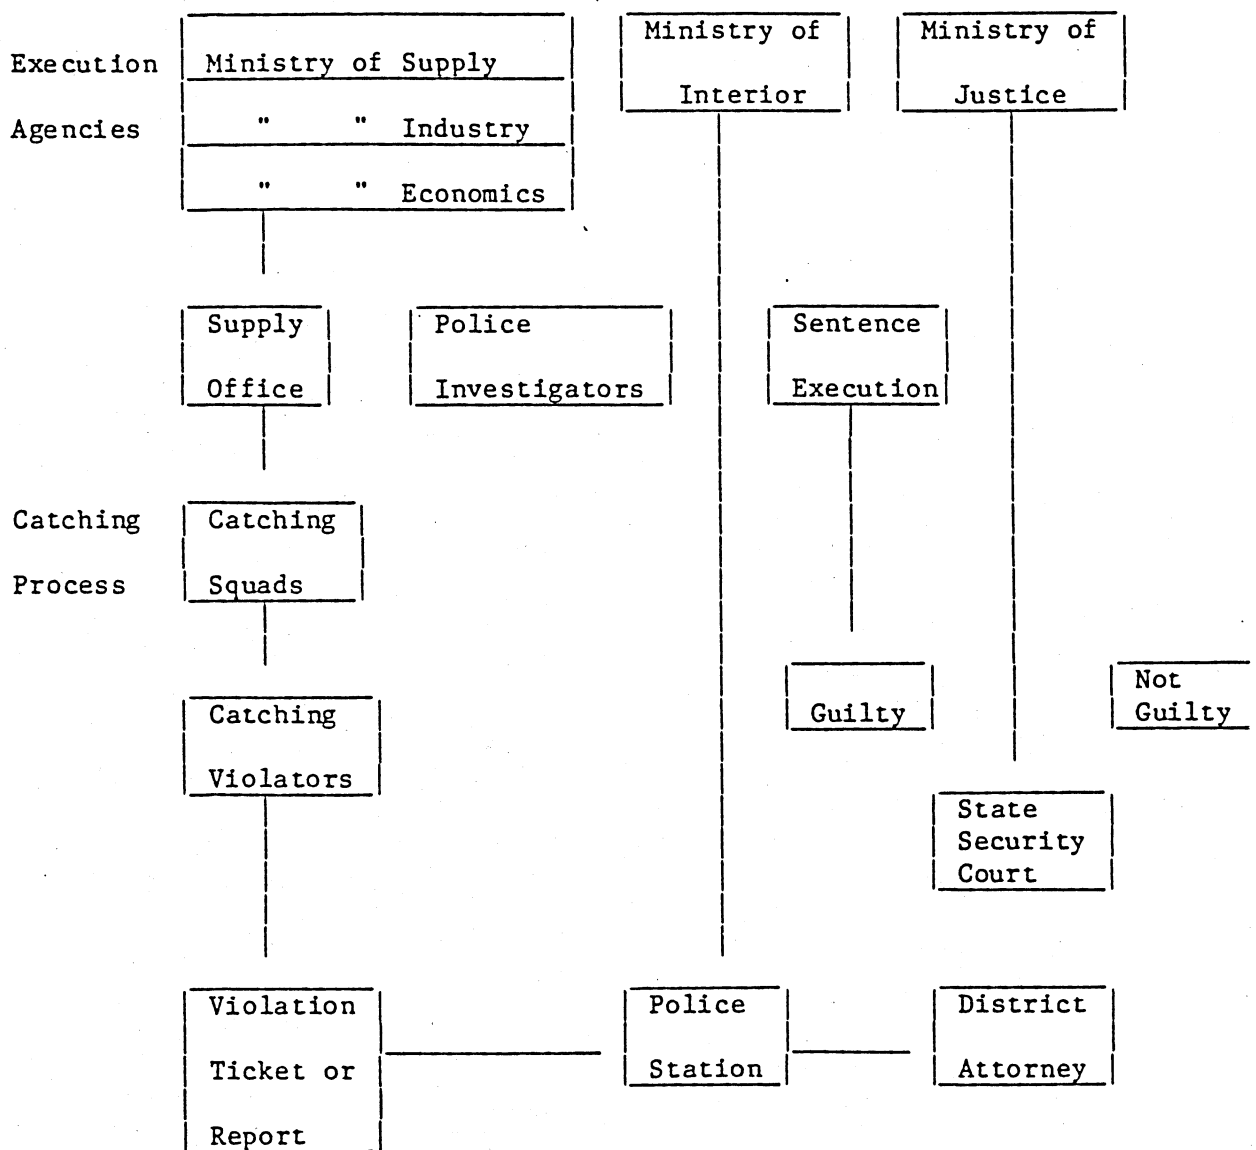 Ministry of Ministry of
Execution Ministry of Supply
Interior Justice
Agencies " " Industry
" " Economics
Supply Police Sentence
Office Investigators Execution
Catching Catching
Process Squads
Not
Catching Guilty Guilty
Violators
State
Security
Court
Violation Police District
Ticket or Station Attorney
Report